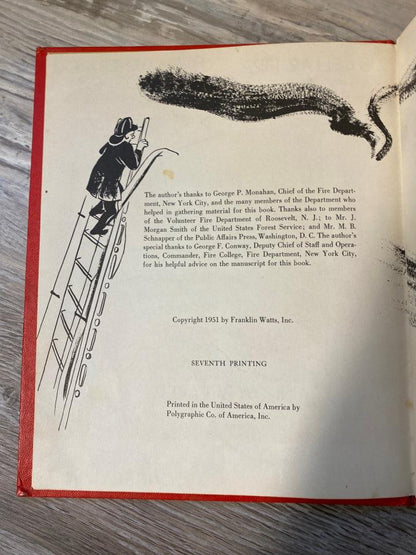 The author's thanks to George P. Monahan, Chief of the Fire Depart-
ment, New York City, and the many members of the Department who
helped in gathering material for this book. Thanks also to members
of the Volunteer Fire Department of Roosevelt, N. J.; to Mr. J.
Morgan Smith of the United States Forest Service; and Mr. M. B.
Schnapper of the Public Affairs Press, Washington, D. C. The author's
special thanks to George F. Conway, Deputy Chief of Staff and Opera-
tions, Commander, Fire College, Fire Department, New York City,
for his helpful advice on the manuscript for this book.
Copyright 1951 by Franklin Watts, Inc.
SEVENTH PRINTING
Printed in the United States of America by
Polygraphic Co. of America, Inc.